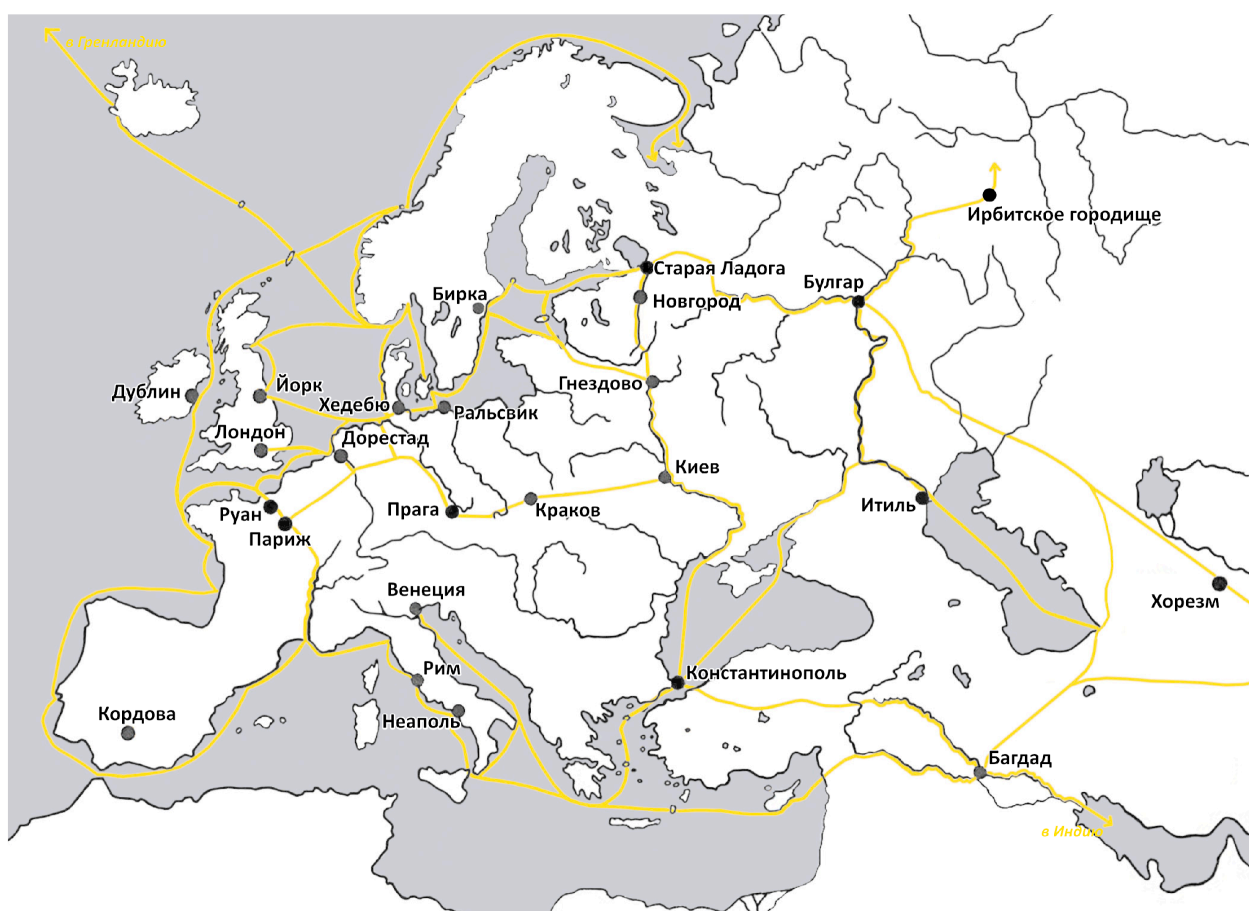 в Гренландию
Ирбитское городище
Старая Ладога
Булгар
Бирка
Новгород
Дублин
Йорк
Гнездово
Хедебю
Ральсвик
Лондон
Дорестад
Киев
Руан
Прага
Краков
Итиль
Париж
Венеция
Хорезм
Рим
Константинополь
Кордова
Неаполь
Багдад
в Индию